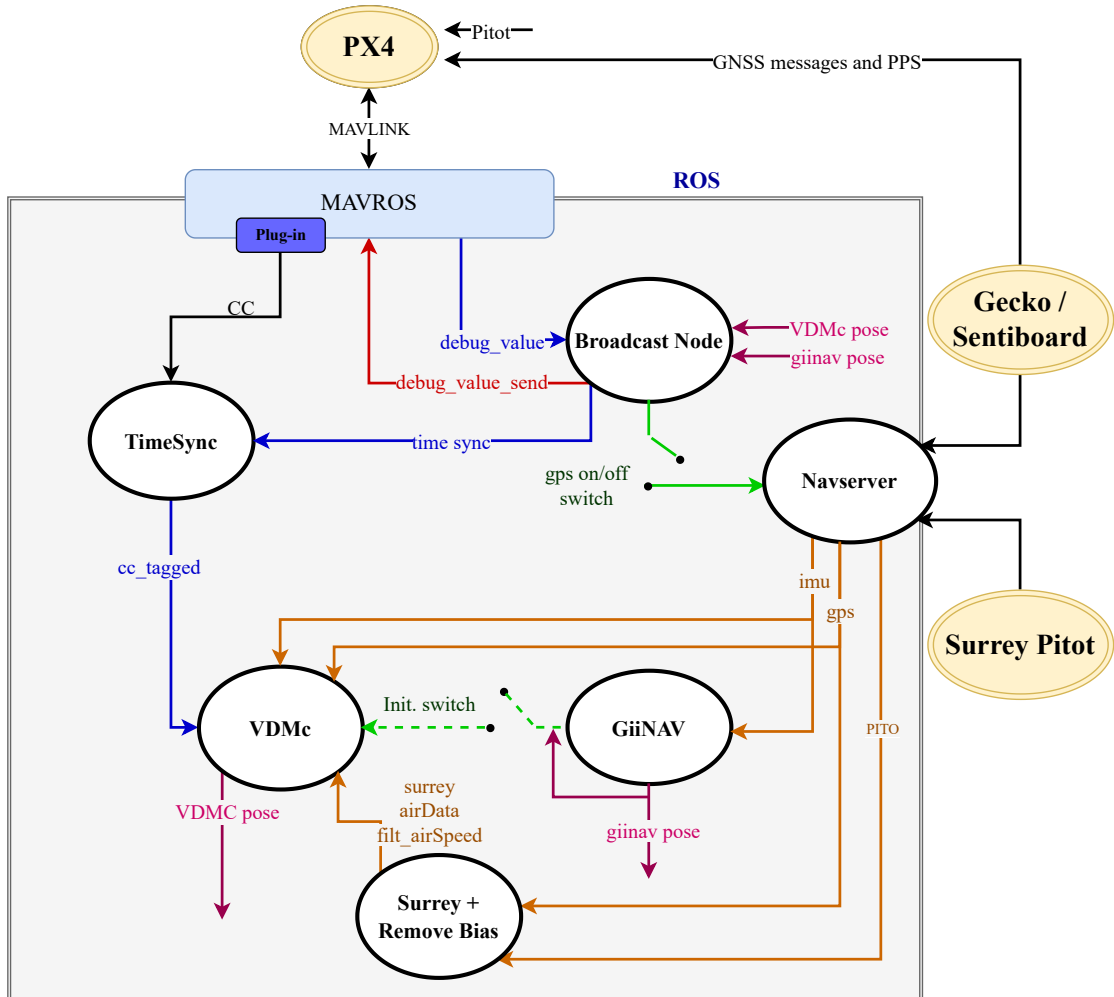 PX4
Pitot
GNSS messages and PPS
MAVLINK
ROS
MAVROS
Plug-in
CC
Gecko /
Sentiboard
debug_value
Broadcast Node
VDMc pose
giinav pose
debug_value_send
TimeSync
time sync
gps on/off
switch
Navserver
cc_tagged
imu
gps
Surrey Pitot
Init. switch
VDMc
GiiNAV
PITO
surrey
airData
filt_airSpeed
VDMC pose
giinav pose
Surrey +
Remove Bias